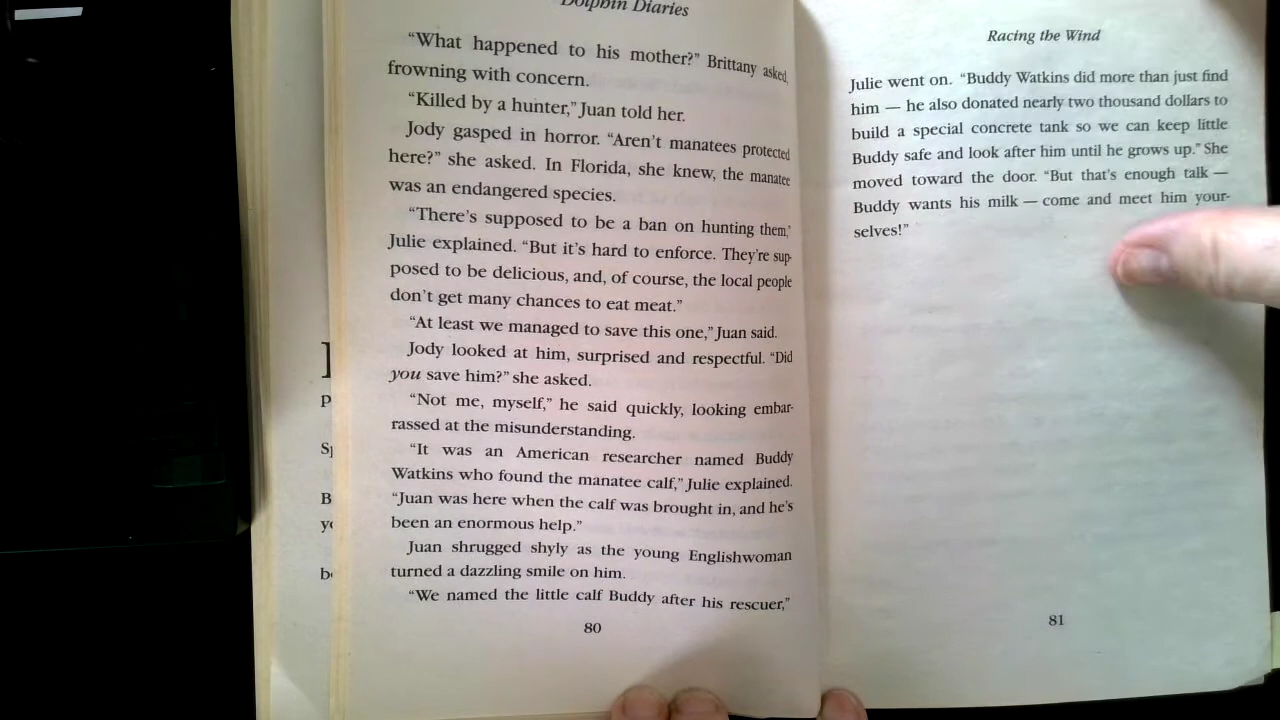 Dolphin Diaries
“What happened to his mother?” Brittany asked,
frowning with concern.
“Killed by a hunter,” Juan told her.
Jody gasped in horror. “Aren’t manatees protected
here?” she asked. In Florida, she knew, the manatee
was an endangered species.
“There’s supposed to be a ban on hunting them,”
Julie explained. “But it’s hard to enforce. They’re sup-
posed to be delicious, and, of course, the local people
don’t get many chances to eat meat.”
“At least we managed to save this one,” Juan said.
Jody looked at him, surprised and respectful. “Did
you save him?” she asked.
“Not me, myself,” he said quickly, looking embar-
rassed at the misunderstanding.
“It was an American researcher named Buddy
Watkins who found the manatee calf,” Julie explained.
“Juan was here when the calf was brought in, and he’s
been an enormous help.”
Juan shrugged shyly as the young Englishwoman
turned a dazzling smile on him.
“We named the little calf Buddy after his rescuer,”
80
Racing the Wind
Julie went on. “Buddy Watkins did more than just find
him — he also donated nearly two thousand dollars to
build a special concrete tank so we can keep little
Buddy safe and look after him until he grows up.” She
moved toward the door. “But that’s enough talk —
Buddy wants his milk — come and meet him your-
selves!”
81